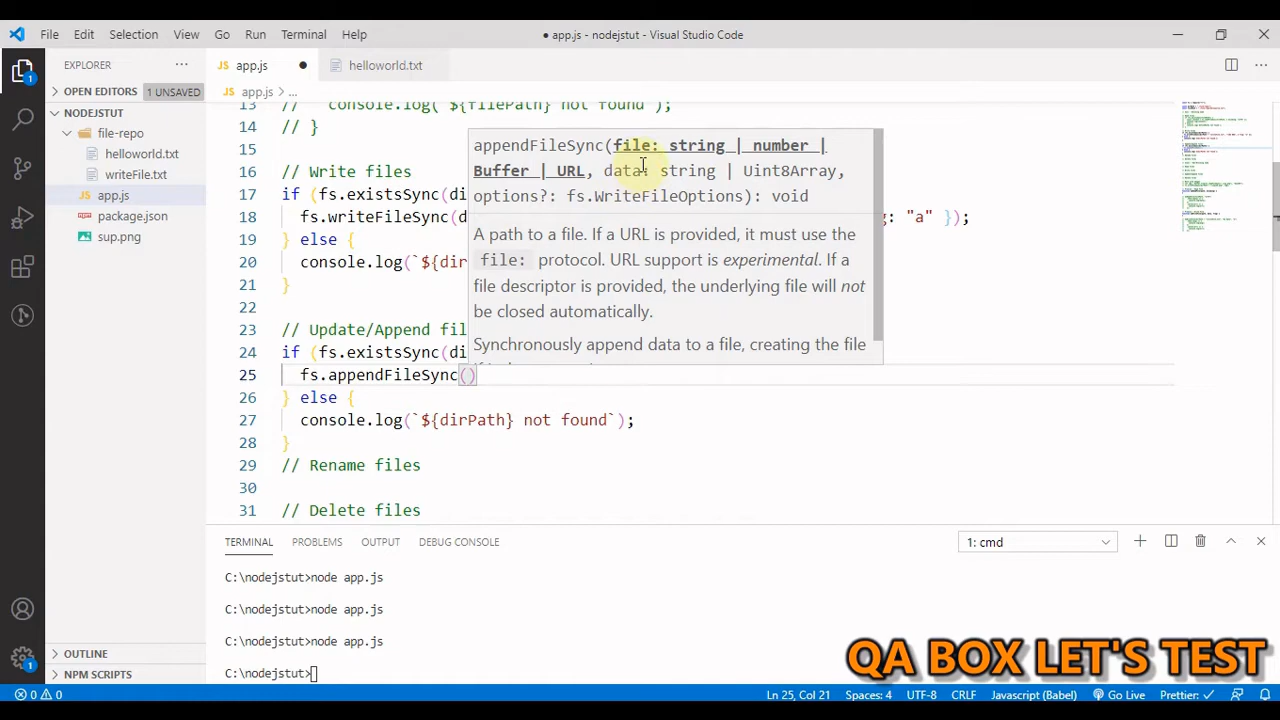 File Edit Selection View Go Run Terminal Help
● app.js - nodejstut - Visual Studio Code
EXPLORER
OPEN EDITORS 1 UNSAVED
NODEJSTUT
file-repo
helloworld.txt
writeFile.txt
JS app.js
package.json
sup.png
OUTLINE
NPM SCRIPTS
JS app.js ● helloworld.txt
JS app.js > ...
13 // console.log(`${filePath} not found`);
14 // }
15
16 // Write files
17 if (fs.existsSync(di
18 fs.writeFileSync(d g: "a" });
19 } else {
20 console.log(`${dir
21 }
22
23 // Update/Append fil
24 if (fs.existsSync(di
25 fs.appendFileSync()
26 } else {
27 console.log(`${dirPath} not found`);
28 }
29 // Rename files
30
31 // Delete files
endFileSync(file: string | number |
ffer | URL, data: string | Uint8Array,
options?: fs.WriteFileOptions): void
A path to a file. If a URL is provided, it must use the
file: protocol. URL support is experimental. If a
file descriptor is provided, the underlying file will not
be closed automatically.
Synchronously append data to a file, creating the file
TERMINAL PROBLEMS OUTPUT DEBUG CONSOLE
1: cmd
C:\nodejstut>node app.js
C:\nodejstut>node app.js
C:\nodejstut>node app.js
C:\nodejstut>
QA BOX LET'S TEST
0 0 Ln 25, Col 21 Spaces: 4 UTF-8 CRLF Javascript (Babel) Go Live Prettier: ✓